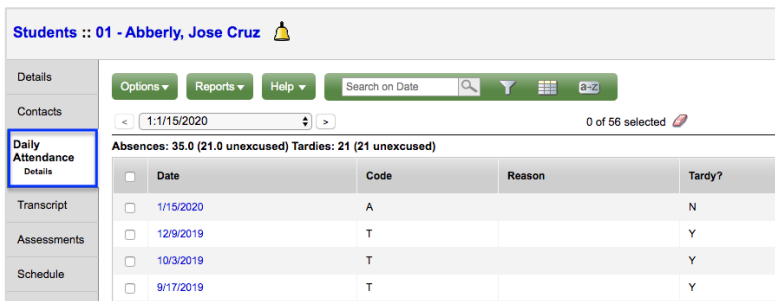 Students :: 01 - Abberly, Jose Cruz
Details
Contacts
Daily
Attendance
Details
Transcript
Assessments
Schedule
Options Reports Help Search on Date a-z
< 1:1/15/2020 > 0 of 56 selected
Absences: 35.0 (21.0 unexcused) Tardies: 21 (21 unexcused)
Date Code Reason Tardy?
1/15/2020 A N
12/9/2019 T Y
10/3/2019 T Y
9/17/2019 T Y